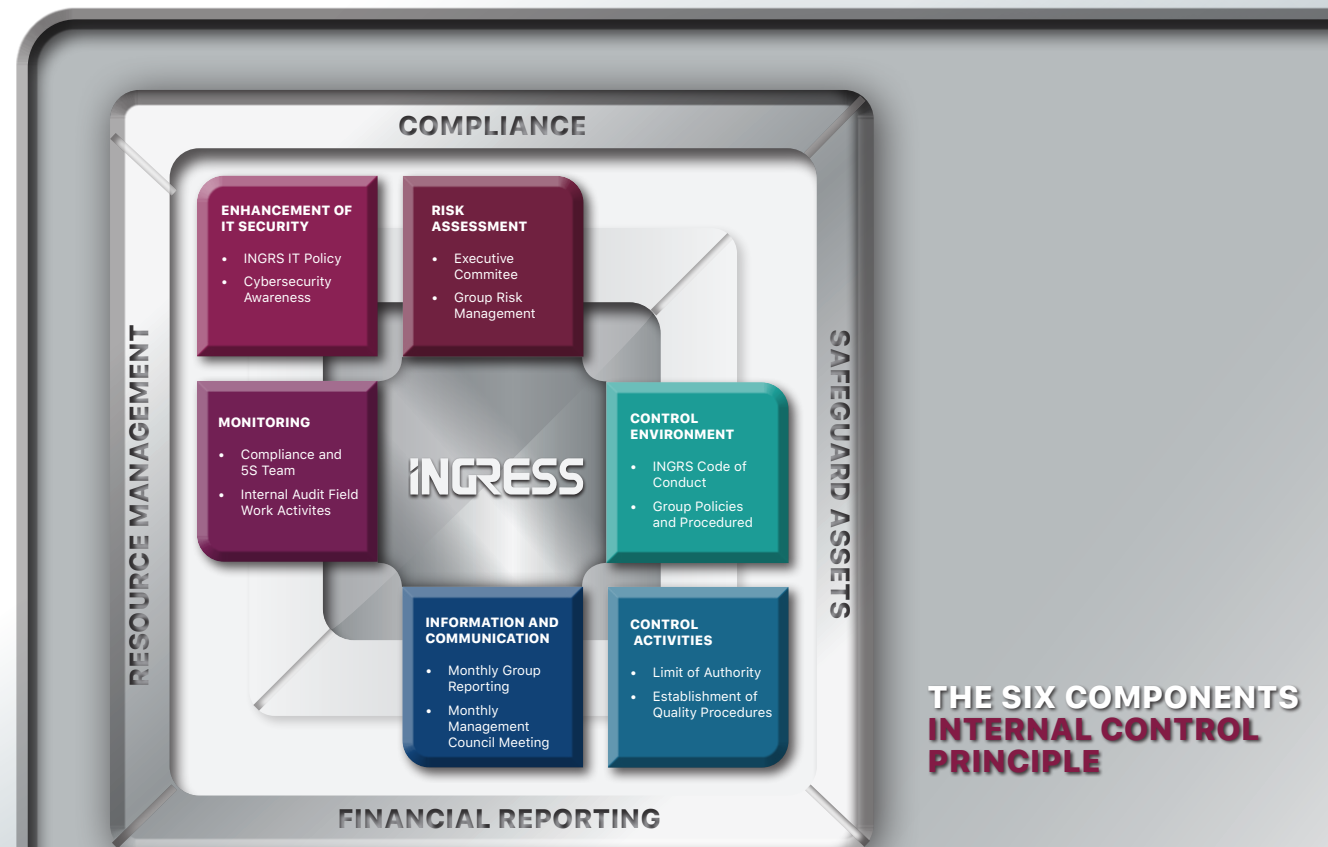 COMPLIANCE
ENHANCEMENT OF
IT SECURITY
• INGRS IT Policy
• Cybersecurity
Awareness
RISK
ASSESSMENT
• Executive
Commitee
• Group Risk
Management
RESOURCE MANAGEMENT
MONITORING
• Compliance and
5S Team
• Internal Audit Field
Work Activites
INGRESS
CONTROL
ENVIRONMENT
• INGRS Code of
Conduct
• Group Policies
and Procedured
SAFEGUARD ASSETS
INFORMATION AND
COMMUNICATION
• Monthly Group
Reporting
• Monthly
Management
Council Meeting
CONTROL
ACTIVITIES
• Limit of Authority
• Establishment of
Quality Procedures
FINANCIAL REPORTING
THE SIX COMPONENTS
INTERNAL CONTROL
PRINCIPLE